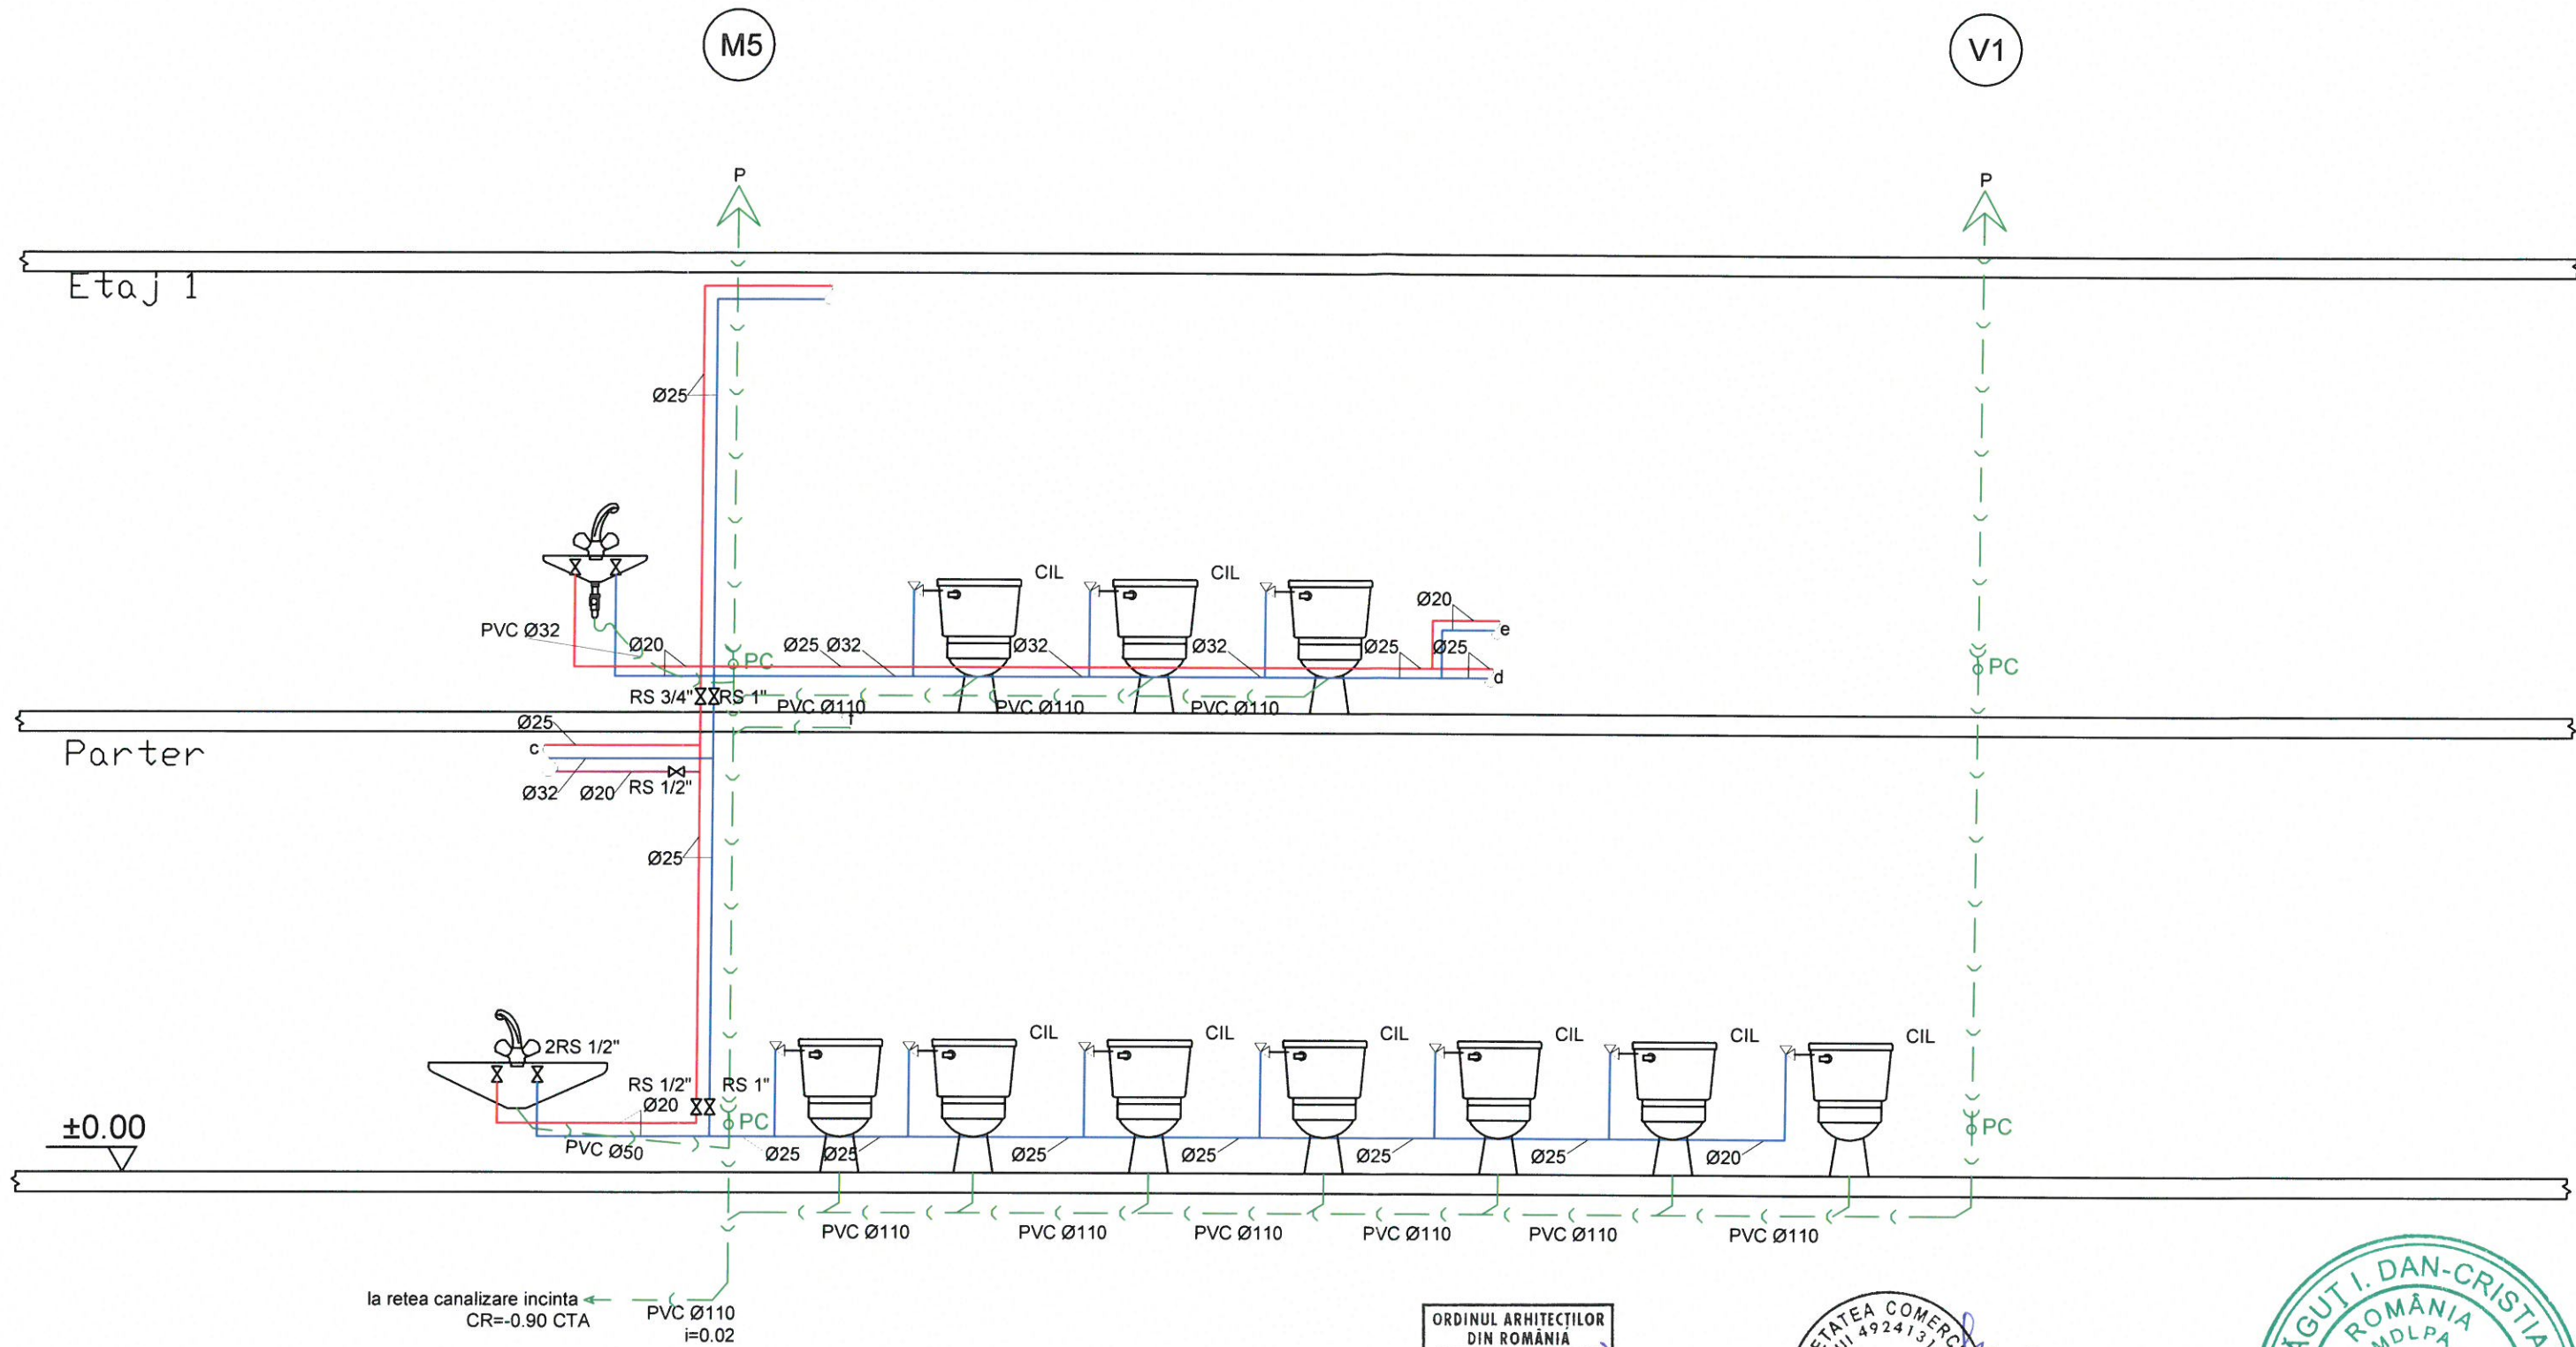 M5
V1
P
P
Etaj 1
Ø25
CIL
CIL
Ø20
e
PVC Ø32
Ø20
Ø25 Ø32
Ø32
Ø32
Ø25
Ø25
PC
PC
d
RS 3/4"
RS 1"
PVC Ø110
PVC Ø110
PVC Ø110
f
Ø25
c
Parter
Ø32
Ø20
RS 1/2"
Ø25
2RS 1/2"
CIL
CIL
CIL
CIL
CIL
CIL
RS 1/2"
RS 1"
Ø20
PC
PC
±0.00
PVC Ø50
Ø25
Ø25
Ø25
Ø25
Ø25
Ø25
Ø20
PVC Ø110
PVC Ø110
PVC Ø110
PVC Ø110
PVC Ø110
PVC Ø110
la retea canalizare incinta
CR=-0.90 CTA
PVC Ø110
i=0.02
ORDINUL ARHITECȚILOR
DIN ROMÂNIA
I. DAN-CRISTIA
ROMÂNIA
MDLPA